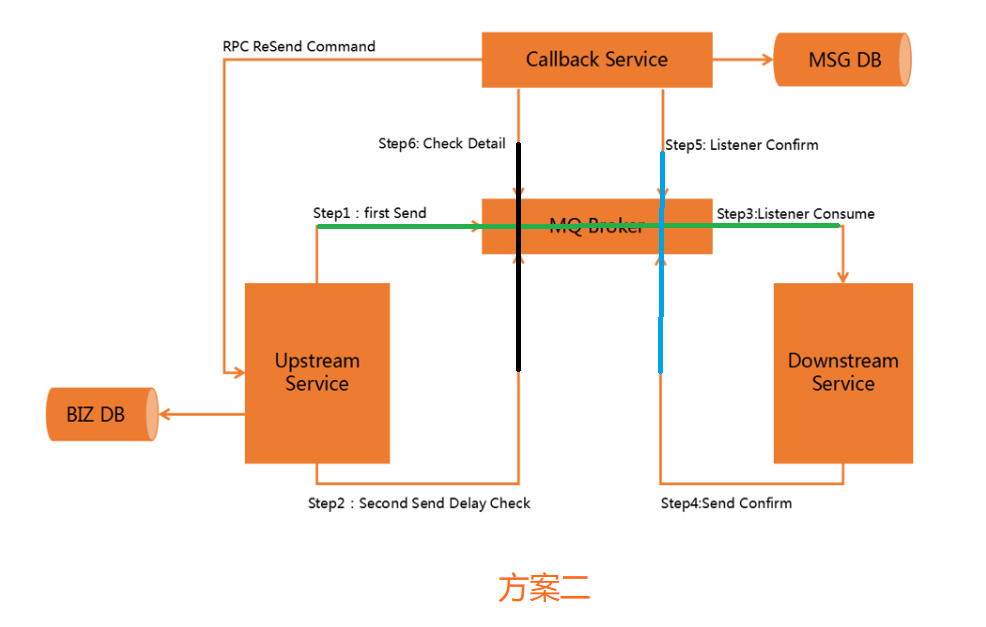 RPC ReSend Command
Callback Service
MSG DB
Step6: Check Detail
Step5: Listener Confirm
Step1：first Send
MQ Broker
Step3:Listener Consume
Upstream
Service
Downstream
Service
BIZ DB
Step2：Second Send Delay Check
Step4:Send Confirm
方案二